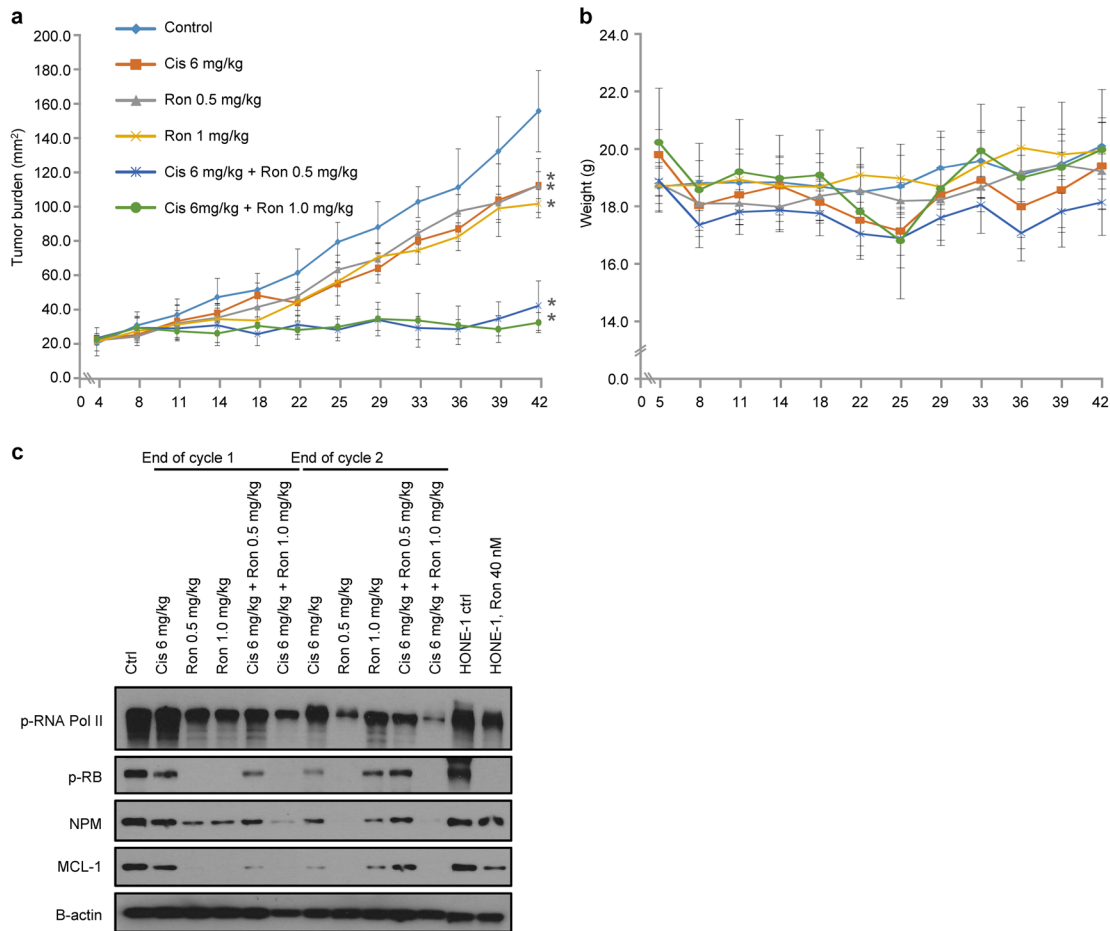 a
Control
Cis 6 mg/kg
Ron 0.5 mg/kg
Ron 1 mg/kg
Cis 6 mg/kg + Ron 0.5 mg/kg
Cis 6mg/kg + Ron 1.0 mg/kg
Tumor burden (mm²)
200.0
180.0
160.0
140.0
120.0
100.0
80.0
60.0
40.0
20.0
0.0
* * * * *
0 4 8 11 14 18 22 25 29 33 36 39 42
b
Weight (g)
24.0
22.0
20.0
18.0
16.0
14.0
0.0
0 5 8 11 14 18 22 25 29 33 36 39 42
c
End of cycle 1 End of cycle 2
Ctrl
Cis 6 mg/kg
Ron 0.5 mg/kg
Ron 1.0 mg/kg
Cis 6 mg/kg + Ron 0.5 mg/kg
Cis 6 mg/kg + Ron 1.0 mg/kg
Cis 6 mg/kg
Ron 0.5 mg/kg
Ron 1.0 mg/kg
Cis 6 mg/kg + Ron 0.5 mg/kg
Cis 6 mg/kg + Ron 1.0 mg/kg
HONE-1 ctrl
HONE-1, Ron 40 nM
p-RNA Pol II
p-RB
NPM
MCL-1
B-actin